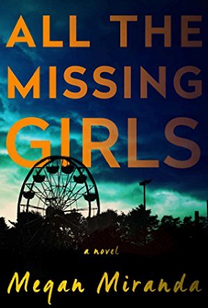 ALL THE
MISSING
GIRLS
a novel
Megan Miranda